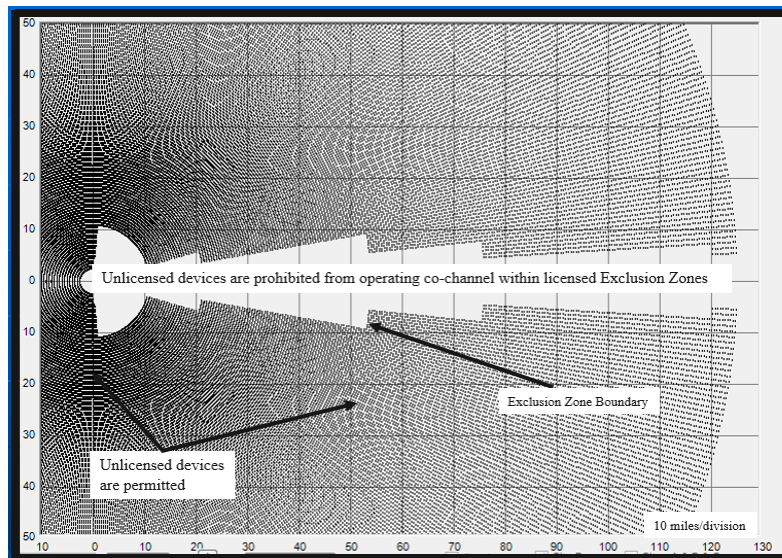 50
40
30
20
10
0
10
20
30
40
50
Unlicensed devices are prohibited from operating co-channel within licensed Exclusion Zones
Exclusion Zone Boundary
Unlicensed devices
are permitted
10 miles/division
10 0 10 20 30 40 50 60 70 80 90 100 110 120 130